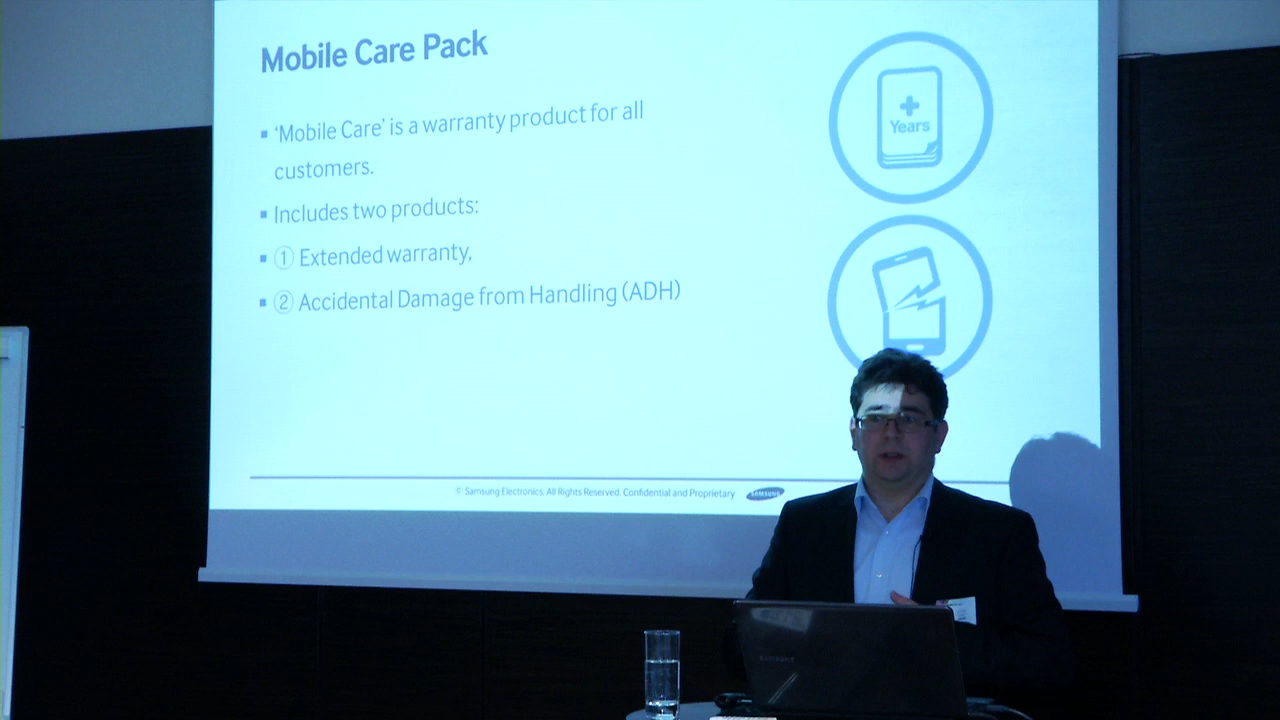 Mobile Care Pack
▪ ‘Mobile Care’ is a warranty product for all
customers.
▪ Includes two products:
▪ ① Extended warranty,
▪ ② Accidental Damage from Handling (ADH)
Years
© Samsung Electronics. All Rights Reserved. Confidential and Proprietary
SAMSUNG
SAMSUNG